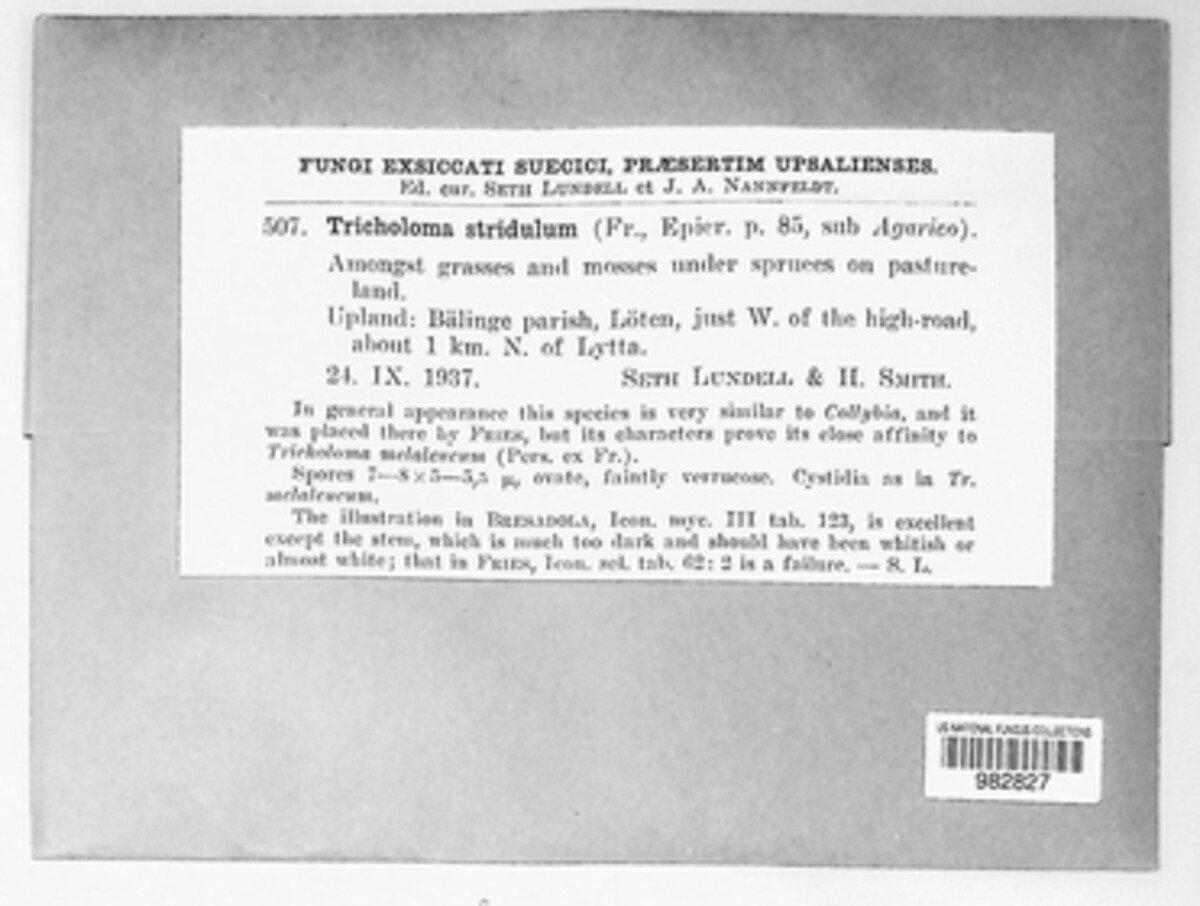 FUNGI EXSICCATI SUECICI, PRÆSERTIM UPSALIENSES.
Ed. cur. SETH LUNDELL et J. A. NANNFELDT.
507. Tricholoma stridulum (Fr., Epicr. p. 85, sub Agarico).
Amongst grasses and mosses under spruces on pasture-
land.
Upland: Bälinge parish, Löten, just W. of the high-road,
about 1 km. N. of Lytta.
24. IX. 1937. SETH LUNDELL & H. SMITH.
In general appearance this species is very similar to Collybia, and it
was placed there by FRIES, but its characters prove its close affinity to
Tricholoma melaleucum (Pers. ex Fr.).
Spores 7—8×5—5,5 µ, ovate, faintly verrucose. Cystidia as in Tr.
melaleucum.
The illustration in BRESADOLA, Icon. myc. III tab. 123, is excellent
except the stem, which is much too dark and should have been whitish or
almost white; that in FRIES, Icon. sel. tab. 62: 2 is a failure. — S. L.
US NATIONAL FUNGUS COLLECTIONS
982827